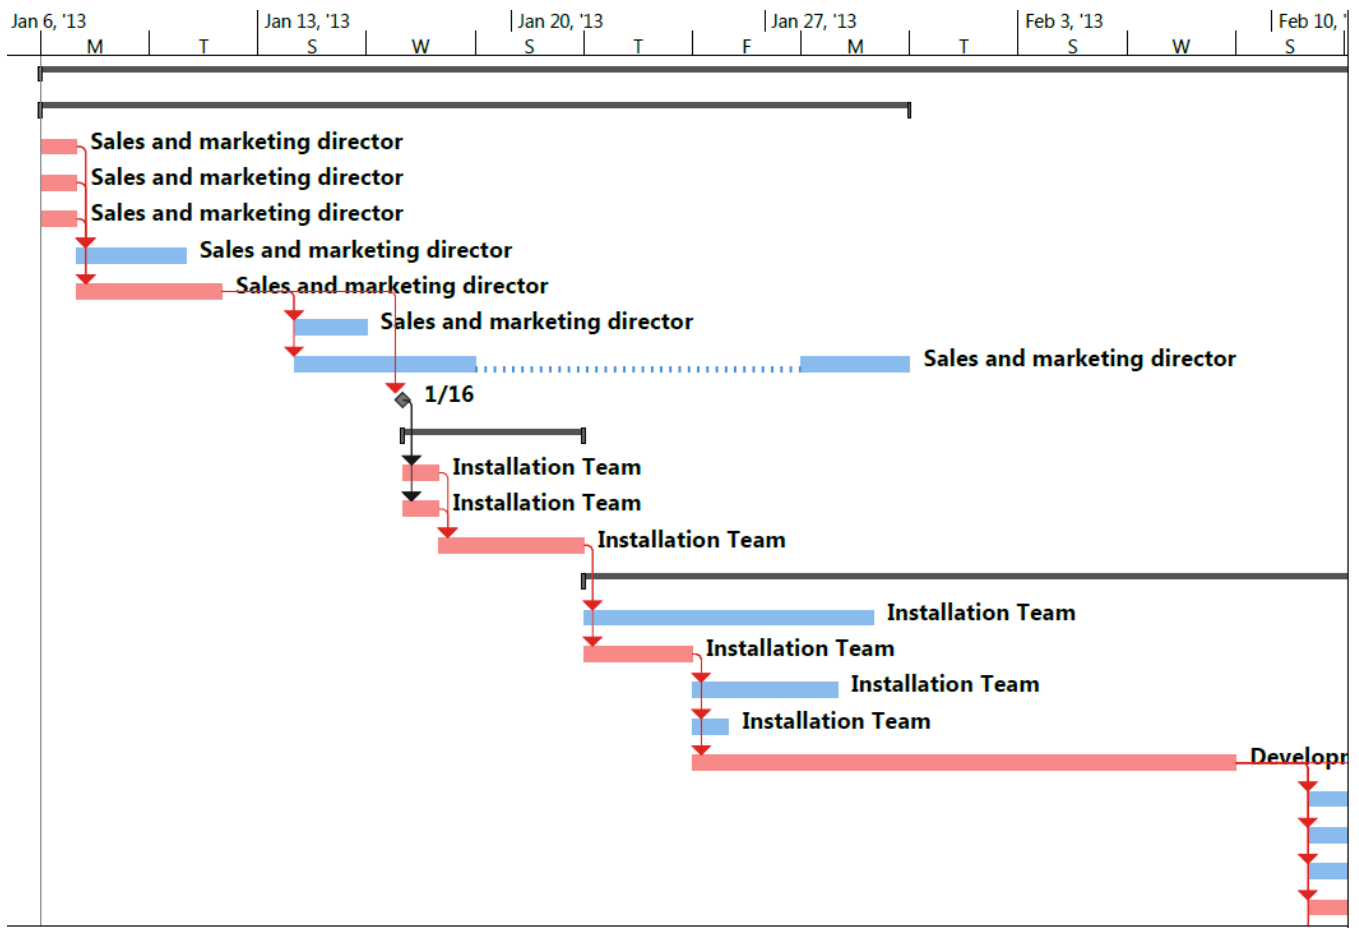 Jan 6, '13 Jan 13, '13 Jan 20, '13 Jan 27, '13 Feb 3, '13 Feb 10, '
M T S W S T F M T S W S
Sales and marketing director
Sales and marketing director
Sales and marketing director
Sales and marketing director
Sales and marketing director
Sales and marketing director
Sales and marketing director
1/16
Installation Team
Installation Team
Installation Team
Installation Team
Installation Team
Installation Team
Installation Team